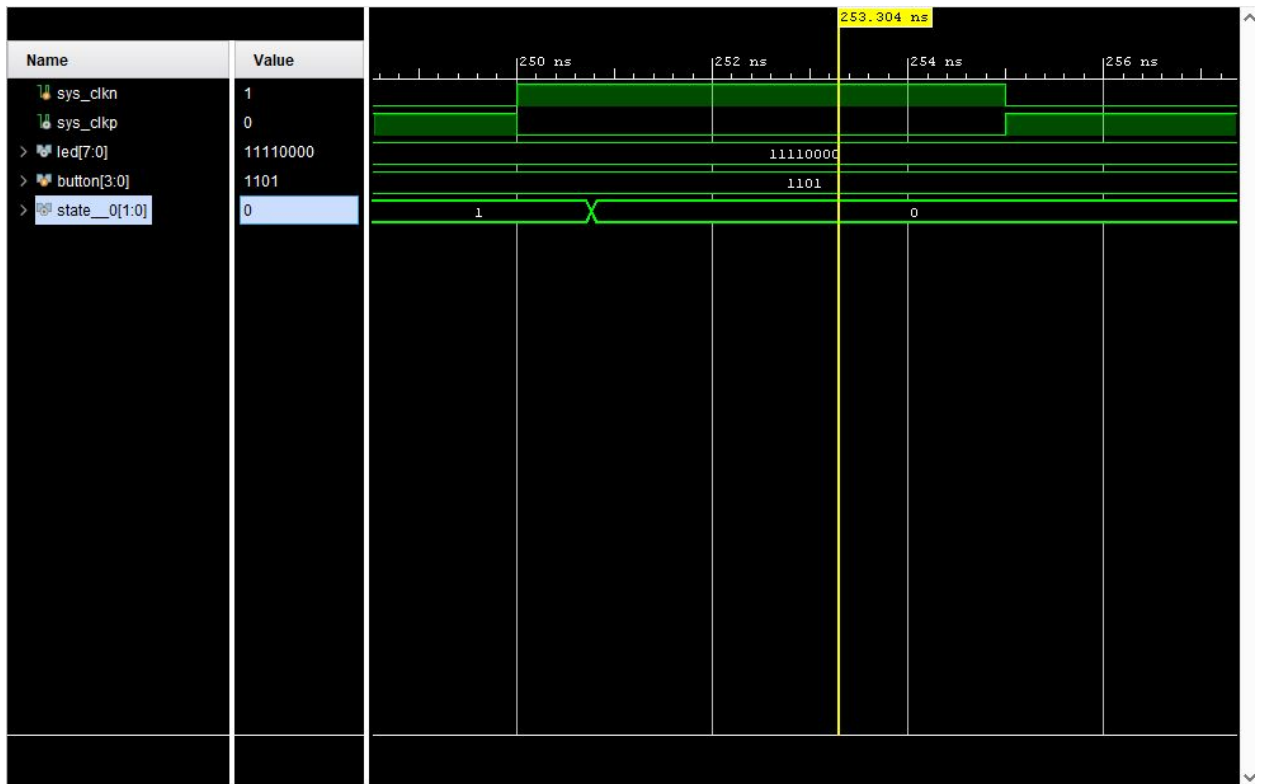 253.304 ns
Name Value
250 ns 252 ns 254 ns 256 ns
sys_clkn 1
sys_clkp 0
led[7:0] 11110000 11110000
button[3:0] 1101 1101
state__0[1:0] 0 1 0